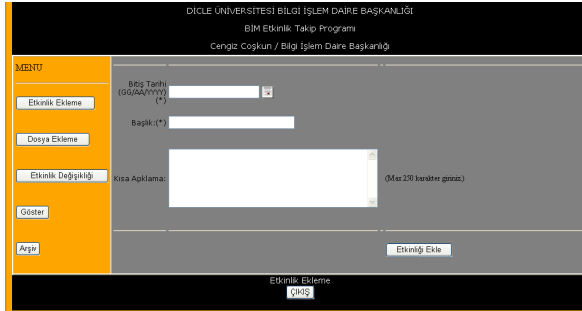 DİCLE ÜNİVERSİTESİ BİLGİ İŞLEM DAİRE BAŞKANLIĞI
BİM Etkinlik Takip Programı
Cengiz Coşkun / Bilgi İşlem Daire Başkanlığı
MENU
Etkinlik Ekleme
Dosya Ekleme
Etkinlik Değişikliği
Göster
Arşiv
Bitiş Tarihi
(GG/AA/YYYY)
(*)
Başlık:(*)
Kısa Açıklama:
(Max 250 karakter giriniz.)
Etkinliği Ekle
Etkinlik Ekleme
ÇIKIŞ